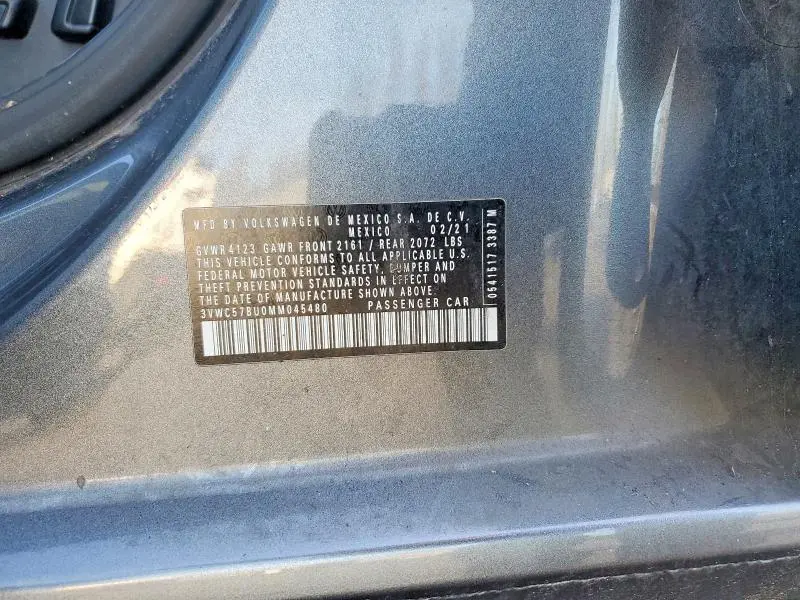 MFD BY VOLKSWAGEN DE MEXICO S.A. DE C.V.
MEXICO 02/21
GVWR 4123 GAWR FRONT 2161 / REAR 2072 LBS
THIS VEHICLE CONFORMS TO ALL APPLICABLE U.S.
FEDERAL MOTOR VEHICLE SAFETY, BUMPER AND
THEFT PREVENTION STANDARDS IN EFFECT ON
THE DATE OF MANUFACTURE SHOWN ABOVE.
3VWC57BU0MM045480 PASSENGER CAR
0541517 3387 M